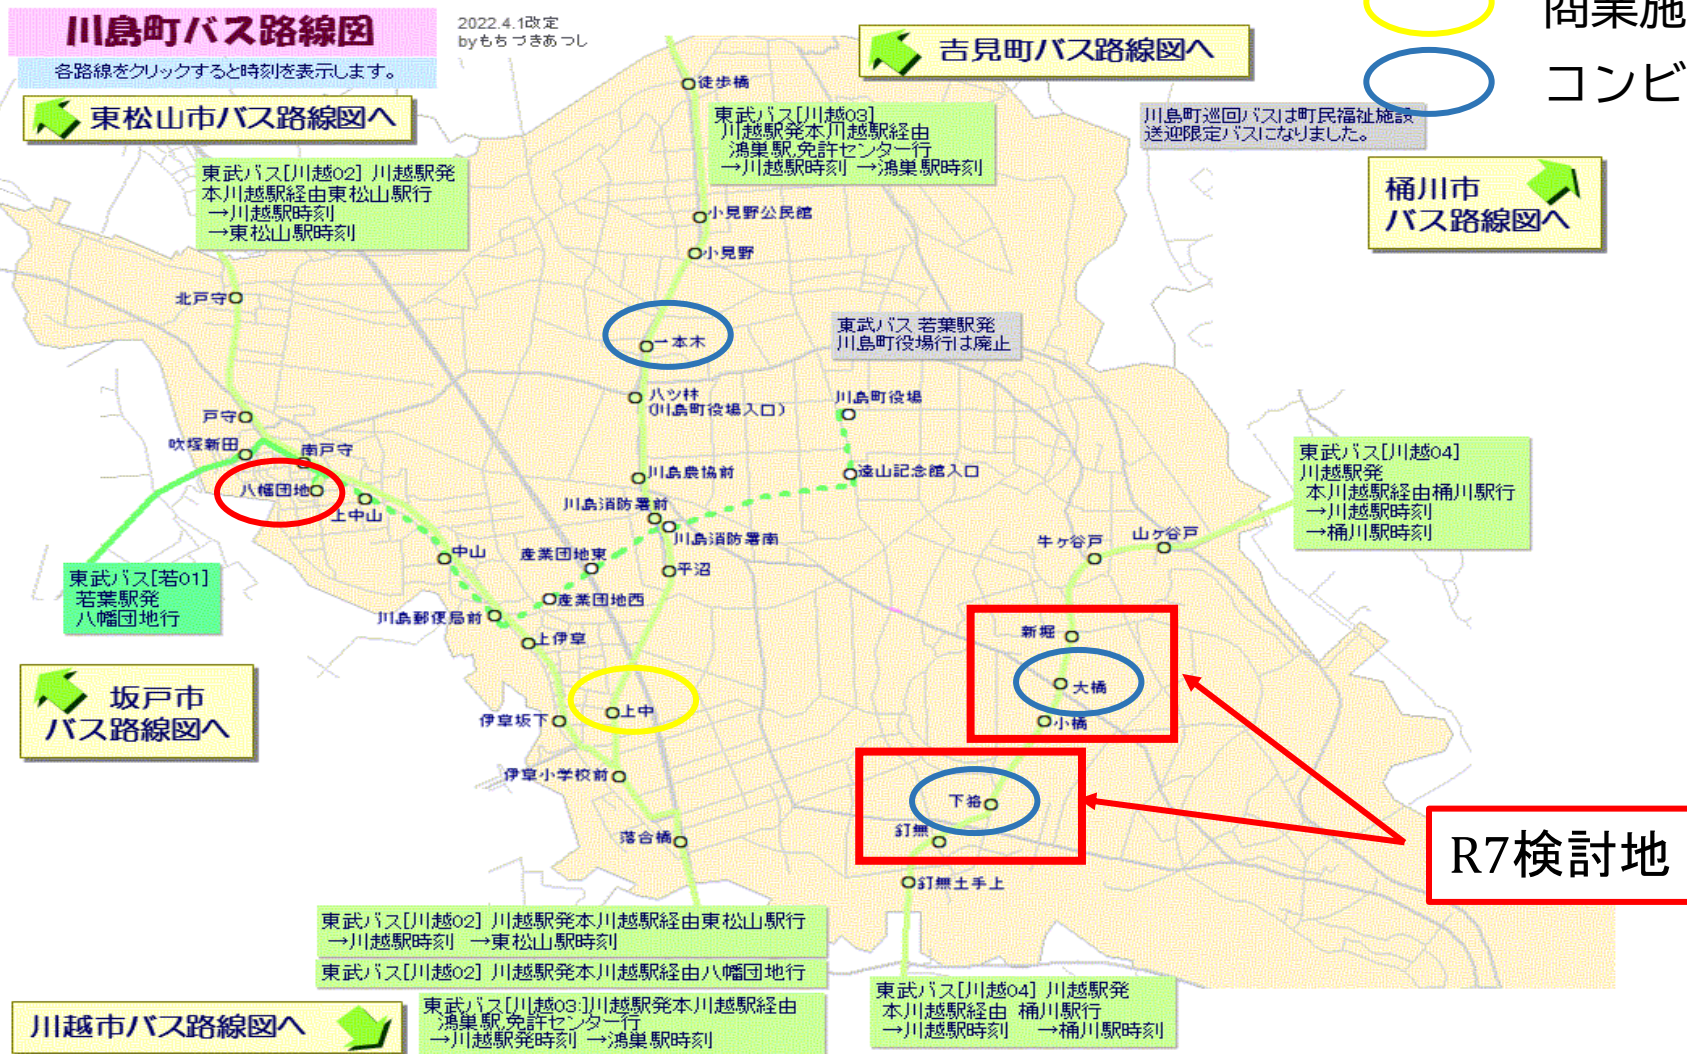 川島町バス路線図
各路線をクリックすると時刻を表示します。
2022.4.1改定
byもちづきあつし
吉見町バス路線図へ
商業施
コンビ
東松山市バス路線図へ
川島町巡回バスは町民福祉施設
送迎限定バスになりました。
桶川市
バス路線図へ
東武バス[川越03]
川越駅発本川越駅経由
鴻巣駅,免許センター行
→川越駅時刻 →鴻巣駅時刻
東武バス[川越02] 川越駅発
本川越駅経由東松山駅行
→川越駅時刻
→東松山駅時刻
徒歩橋
小見野公民館
小見野
北戸守
一本木
東武バス 若葉駅発
川島町役場行は廃止
八ツ林
(川島町役場入口)
川島町役場
戸守
吹塚新田
南戸守
八幡団地
上中山
川島農協前
遠山記念館入口
川島消防署前
川島消防署南
東武バス[川越04]
川越駅発
本川越駅経由桶川駅行
→川越駅時刻
→桶川駅時刻
牛ヶ谷戸
山ヶ谷戸
中山
産業団地東
平沼
産業団地西
東武バス[若01]
若葉駅発
八幡団地行
川島郵便局前
上伊草
新堀
大橋
小橋
坂戸市
バス路線図へ
伊草坂下
上中
伊草小学校前
落合橋
下狢
釘無
釘無土手上
R7検討地
東武バス[川越02] 川越駅発本川越駅経由東松山駅行
→川越駅時刻 →東松山駅時刻
東武バス[川越02] 川越駅発本川越駅経由八幡団地行
川越市バス路線図へ
東武バス[川越03:]川越駅発本川越駅経由
鴻巣駅,免許センター行
→川越駅発時刻 →鴻巣駅時刻
東武バス[川越04] 川越駅発
本川越駅経由 桶川駅行
→川越駅時刻 →桶川駅時刻